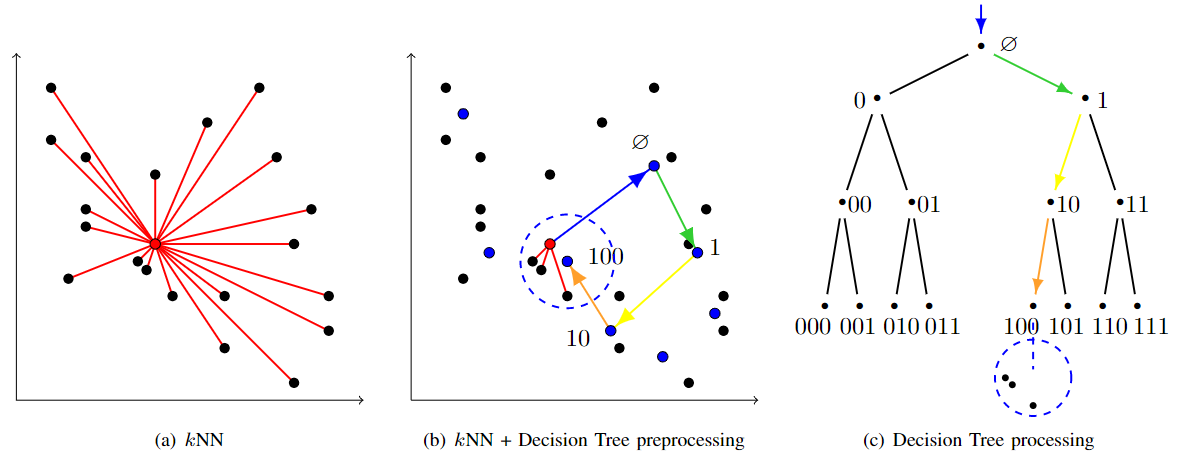 ∅
0
1
∅
00
01
10
11
1
100
10
000 001 010 011 100 101 110 111
(a) kNN
(b) kNN + Decision Tree preprocessing
(c) Decision Tree processing